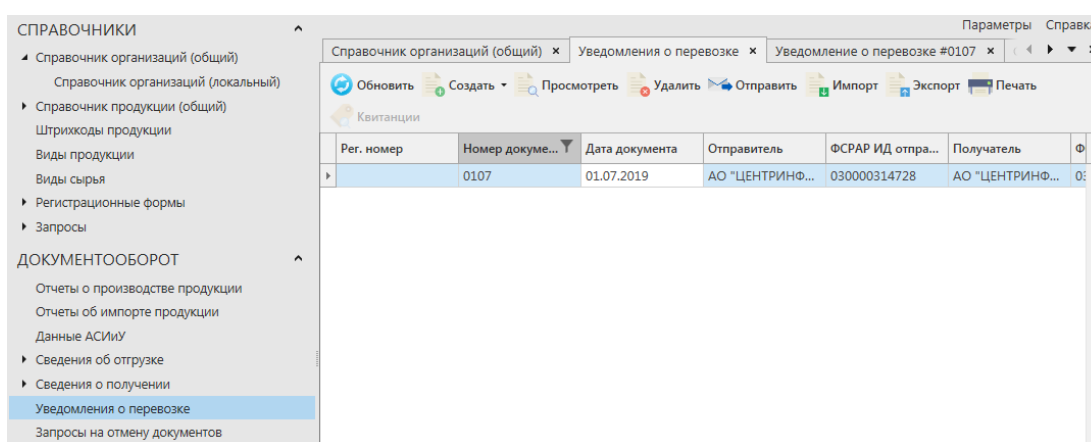 Параметры Справк
СПРАВОЧНИКИ
Справочник организаций (общий)
Справочник организаций (локальный)
Справочник продукции (общий)
Штрихкоды продукции
Виды продукции
Виды сырья
Регистрационные формы
Запросы
ДОКУМЕНТООБОРОТ
Отчеты о производстве продукции
Отчеты об импорте продукции
Данные АСИиУ
Сведения об отгрузке
Сведения о получении
Уведомления о перевозке
Запросы на отмену документов
Справочник организаций (общий) Уведомления о перевозке Уведомление о перевозке #0107
Обновить Создать Просмотреть Удалить Отправить Импорт Экспорт Печать
Квитанции
Рег. номер Номер докуме... Дата документа Отправитель ФСРАР ИД отпра... Получатель Ф
0107 01.07.2019 АО "ЦЕНТРИНФ... 030000314728 АО "ЦЕНТРИНФ... 03